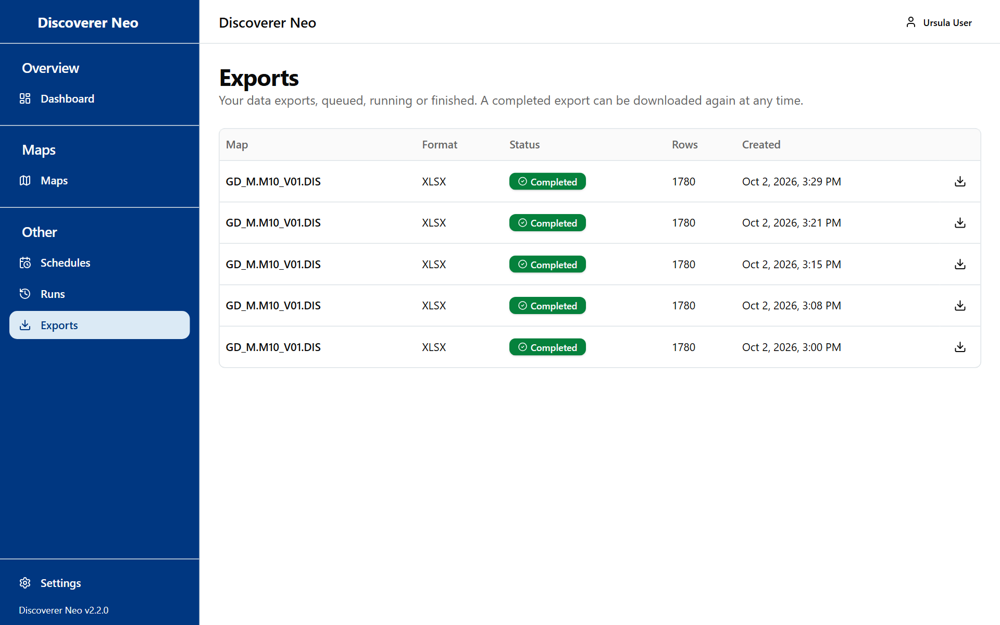 Discoverer Neo
Discoverer Neo
Ursula User
Overview
Dashboard
Maps
Maps
Other
Schedules
Runs
Exports
Settings
Discoverer Neo v2.2.0
Exports
Your data exports, queued, running or finished. A completed export can be downloaded again at any time.
Map Format Status Rows Created
GD_M.M10_V01.DIS XLSX Completed 1780 Oct 2, 2026, 3:29 PM
GD_M.M10_V01.DIS XLSX Completed 1780 Oct 2, 2026, 3:21 PM
GD_M.M10_V01.DIS XLSX Completed 1780 Oct 2, 2026, 3:15 PM
GD_M.M10_V01.DIS XLSX Completed 1780 Oct 2, 2026, 3:08 PM
GD_M.M10_V01.DIS XLSX Completed 1780 Oct 2, 2026, 3:00 PM